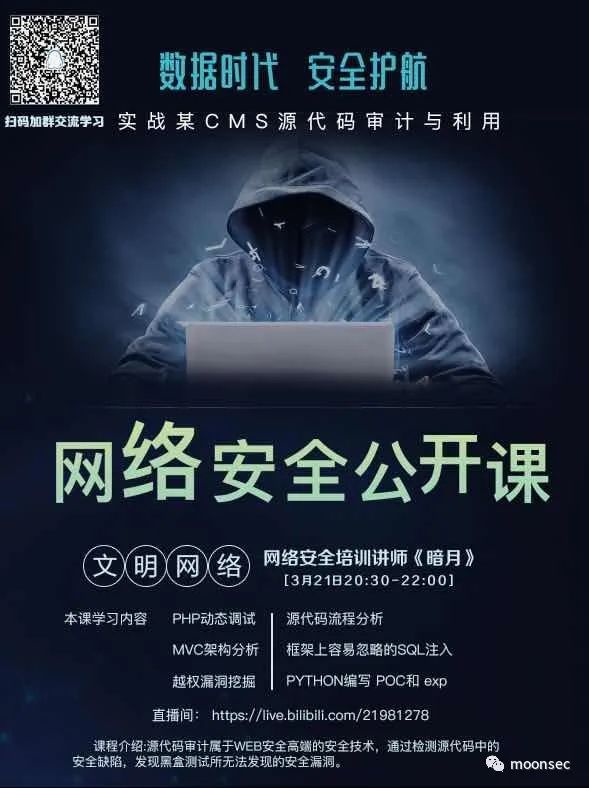 数据时代 安全护航
扫码加群交流学习
实战某CMS源代码审计与利用
网络安全公开课
文明网络
网络安全培训讲师《暗月》
[3月21日20:30-22:00]
本课学习内容 PHP动态调试 源代码流程分析
MVC架构分析 框架上容易忽略的SQL注入
越权漏洞挖掘 PYTHON编写 POC和 exp
直播间： https://live.bilibili.com/21981278
课程介绍:源代码审计属于WEB安全高端的安全技术，通过检测源代码中的
安全缺陷，发现黑盒测试所无法发现的安全漏洞。
moonsec